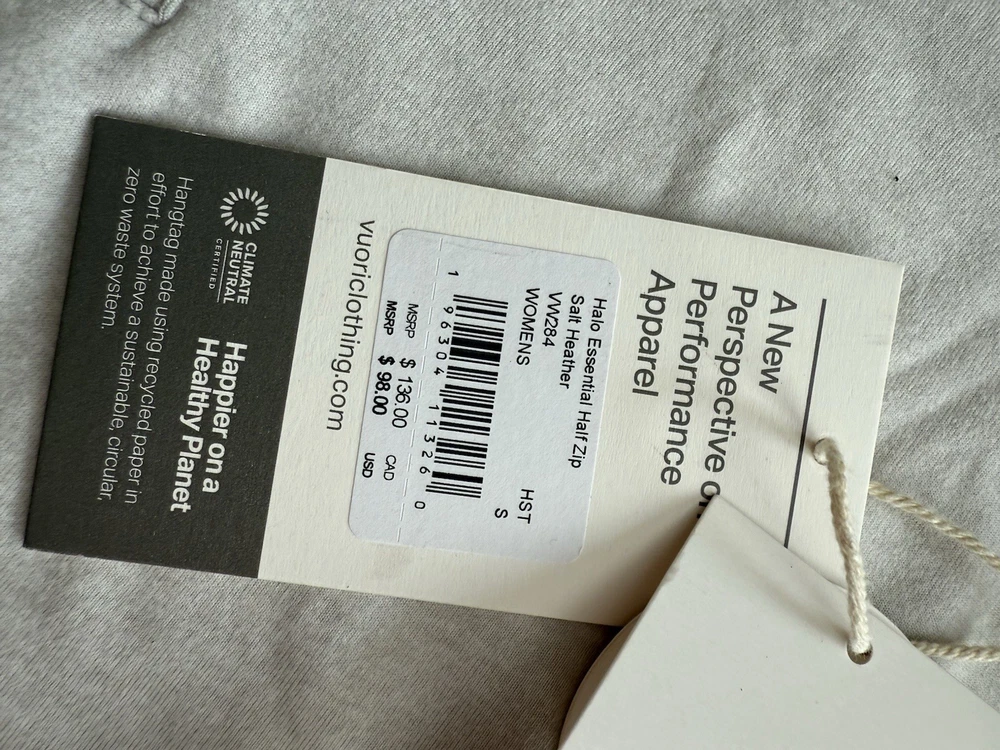 A New
Perspective on
Performance
Apparel
Halo Essential Half Zip
Salt Heather
VW284 HST
WOMENS S
1 96304 11326 0
MSRP $ 136.00 CAD
MSRP $ 98.00 USD
vuoriclothing.com
CLIMATE
NEUTRAL
CERTIFIED
Happier on a
Healthy Planet
Hangtag made using recycled paper in
effort to achieve a sustainable, circular,
zero waste system.